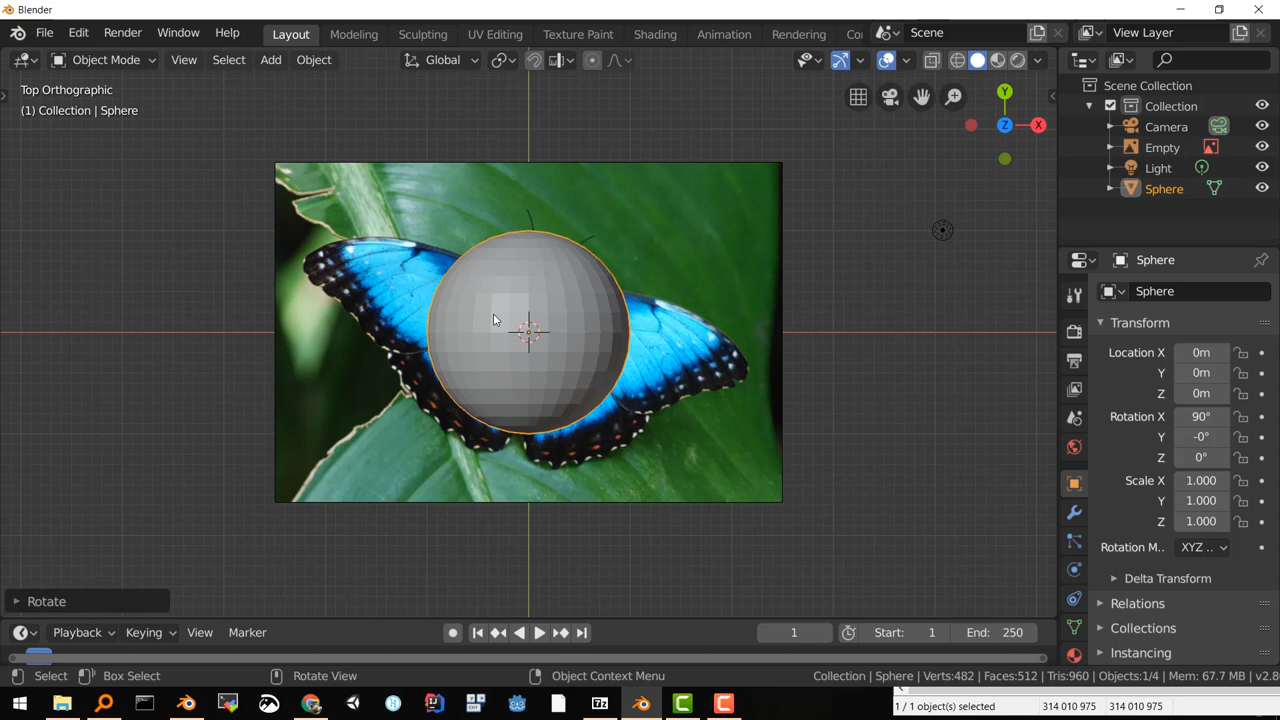 Blender
File Edit Render Window Help Layout Modeling Sculpting UV Editing Texture Paint Shading Animation Rendering Co Scene View Layer
Object Mode View Select Add Object Global
Top Orthographic
(1) Collection | Sphere
Y
Z X
Scene Collection
Collection
Camera
Empty
Light
Sphere
Sphere
Sphere
Transform
Location X 0m
Y 0m
Z 0m
Rotation X 90°
Y -0°
Z 0°
Scale X 1.000
Y 1.000
Z 1.000
Rotation M.. XYZ ..
Delta Transform
Relations
Collections
Instancing
Rotate
Playback Keying View Marker 1 Start: 1 End: 250
Select Box Select Rotate View Object Context Menu Collection | Sphere | Verts:482 | Faces:512 | Tris:960 | Objects:1/4 | Mem: 67.7 MB | v2.8
1 / 1 object(s) selected 314 010 975 314 010 975